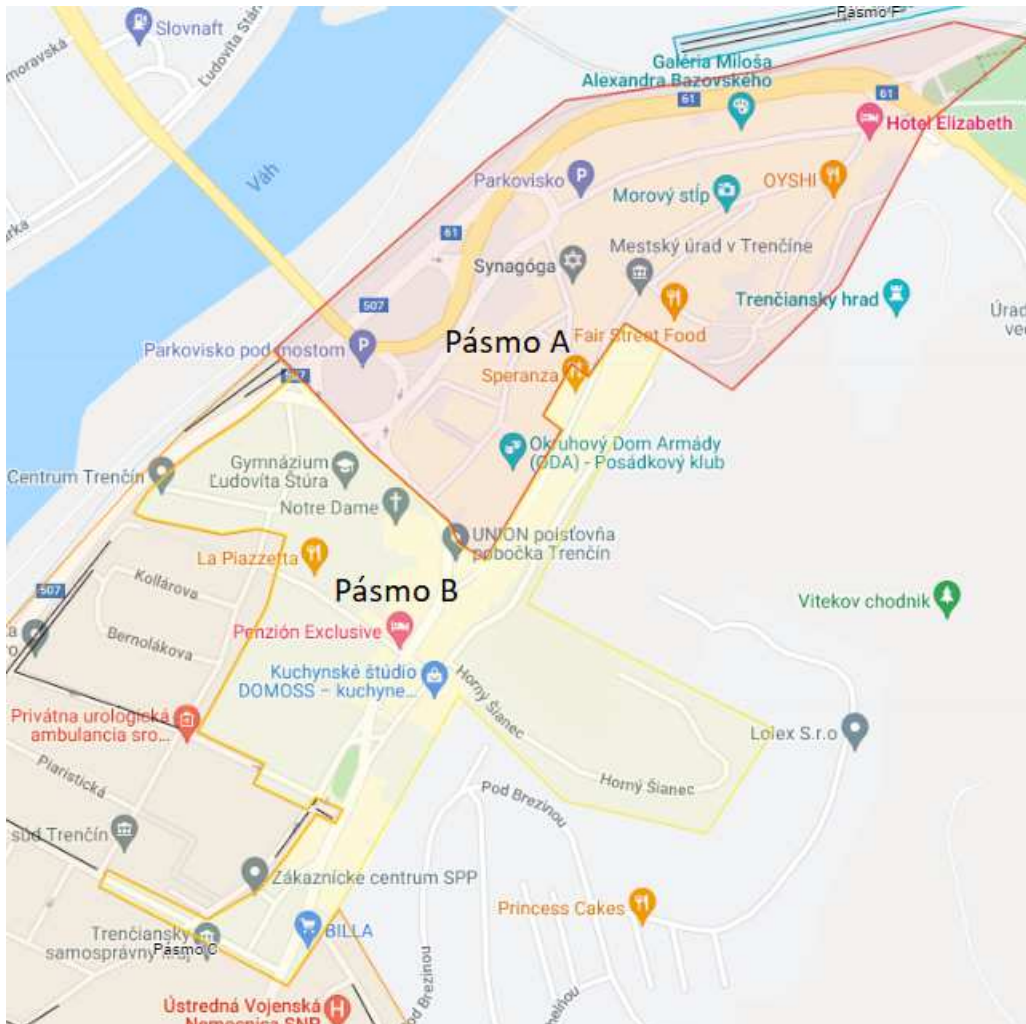 Pásmo F
Slovnaft
Ľudovíta Stár
moravská
Galéria Miloša
Alexandra Bazovského
61
61
Hotel Elizabeth
Váh
Parkovisko
P
OYSHI
Morový stĺp
61
Mestský úrad v Trenčíne
Synagóga
Trenčiansky hrad
507
Fair Street Food
Pásmo A
Parkovisko pod mostom
P
Speranza
Okruhový Dom Armády
(ODA) - Posádkový klub
Gymnázium
Ľudovíta Štúra
Centrum Trenčín
Notre Dame
UNION poisťovňa
pobočka Trenčín
La Piazzetta
Kollárova
507
Pásmo B
Vitekov chodník
Penzión Exclusive
Bernolákova
Kuchynské štúdio
DOMOSS – kuchyne...
Horný Šianec
Privátna urologická
ambulancia sro...
Lolex S.r.o
Piaristická
Horný Šianec
Pod Brezinou
súd Trenčín
Zákaznícke centrum SPP
Princess Cakes
BILLA
Trenčiansky
samosprávny kraj
Pásmo C
Pod Brezinou
Ústredná Vojenská
Nemocnica SNP
H